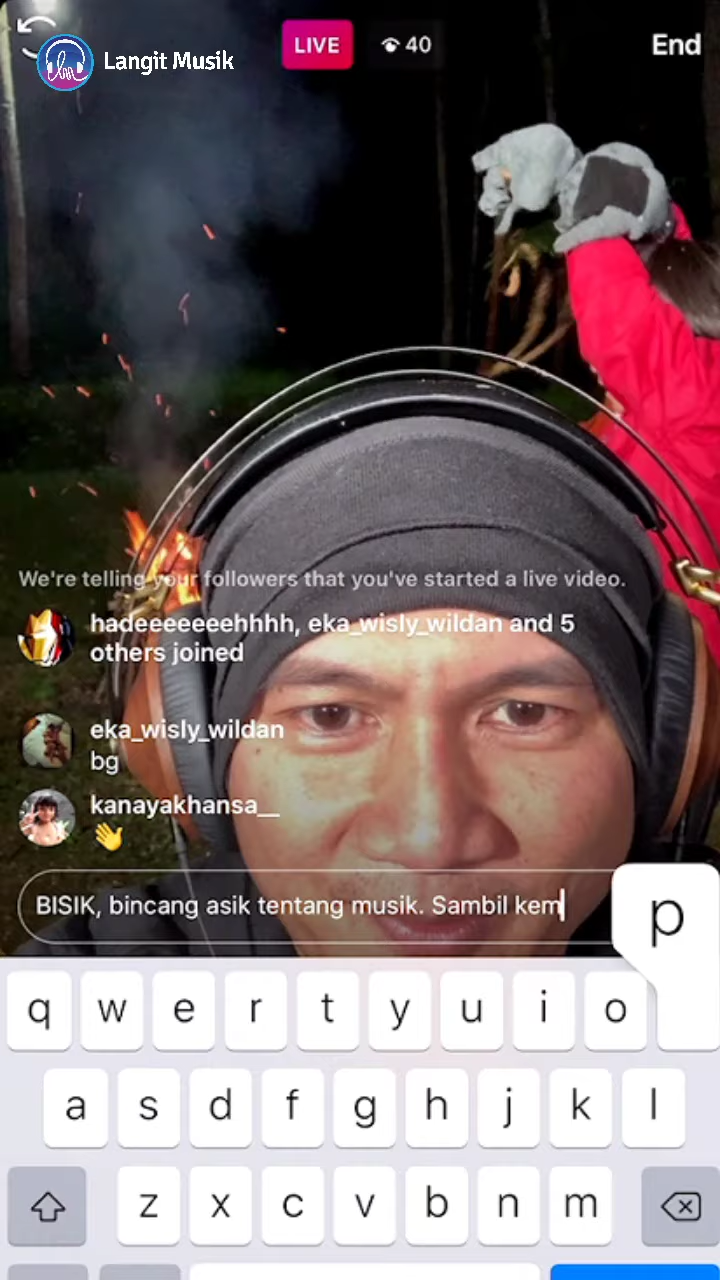 Langit Musik
LIVE
40
End
We're telling your followers that you've started a live video.
hadeeeeeeehhhh, eka_wisly_wildan and 5
others joined
eka_wisly_wildan
bg
kanayakhansa__
👋
BISIK, bincang asik tentang musik. Sambil kem
p
q w e r t y u i o
a s d f g h j k l
z x c v b n m